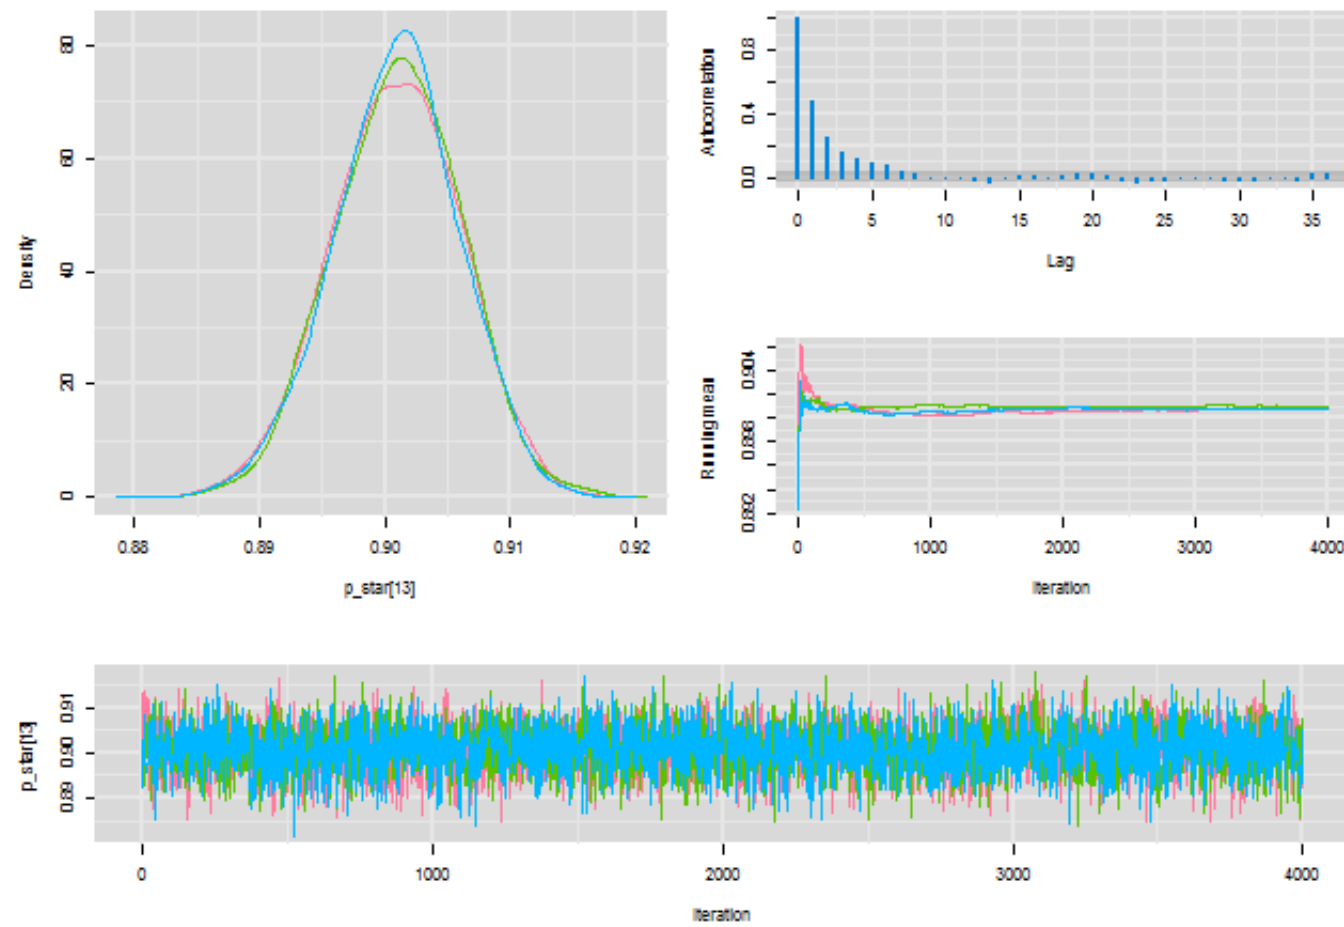 Density
0
20
40
60
80
0.88 0.89 0.90 0.91 0.92
p_star[13]
Autocorrelation
0.0 0.4 0.8
0 5 10 15 20 25 30 35
Lag
Running mean
0.892 0.898 0.904
0 1000 2000 3000 4000
Iteration
p_star[13]
0.89 0.90 0.91
0 1000 2000 3000 4000
Iteration